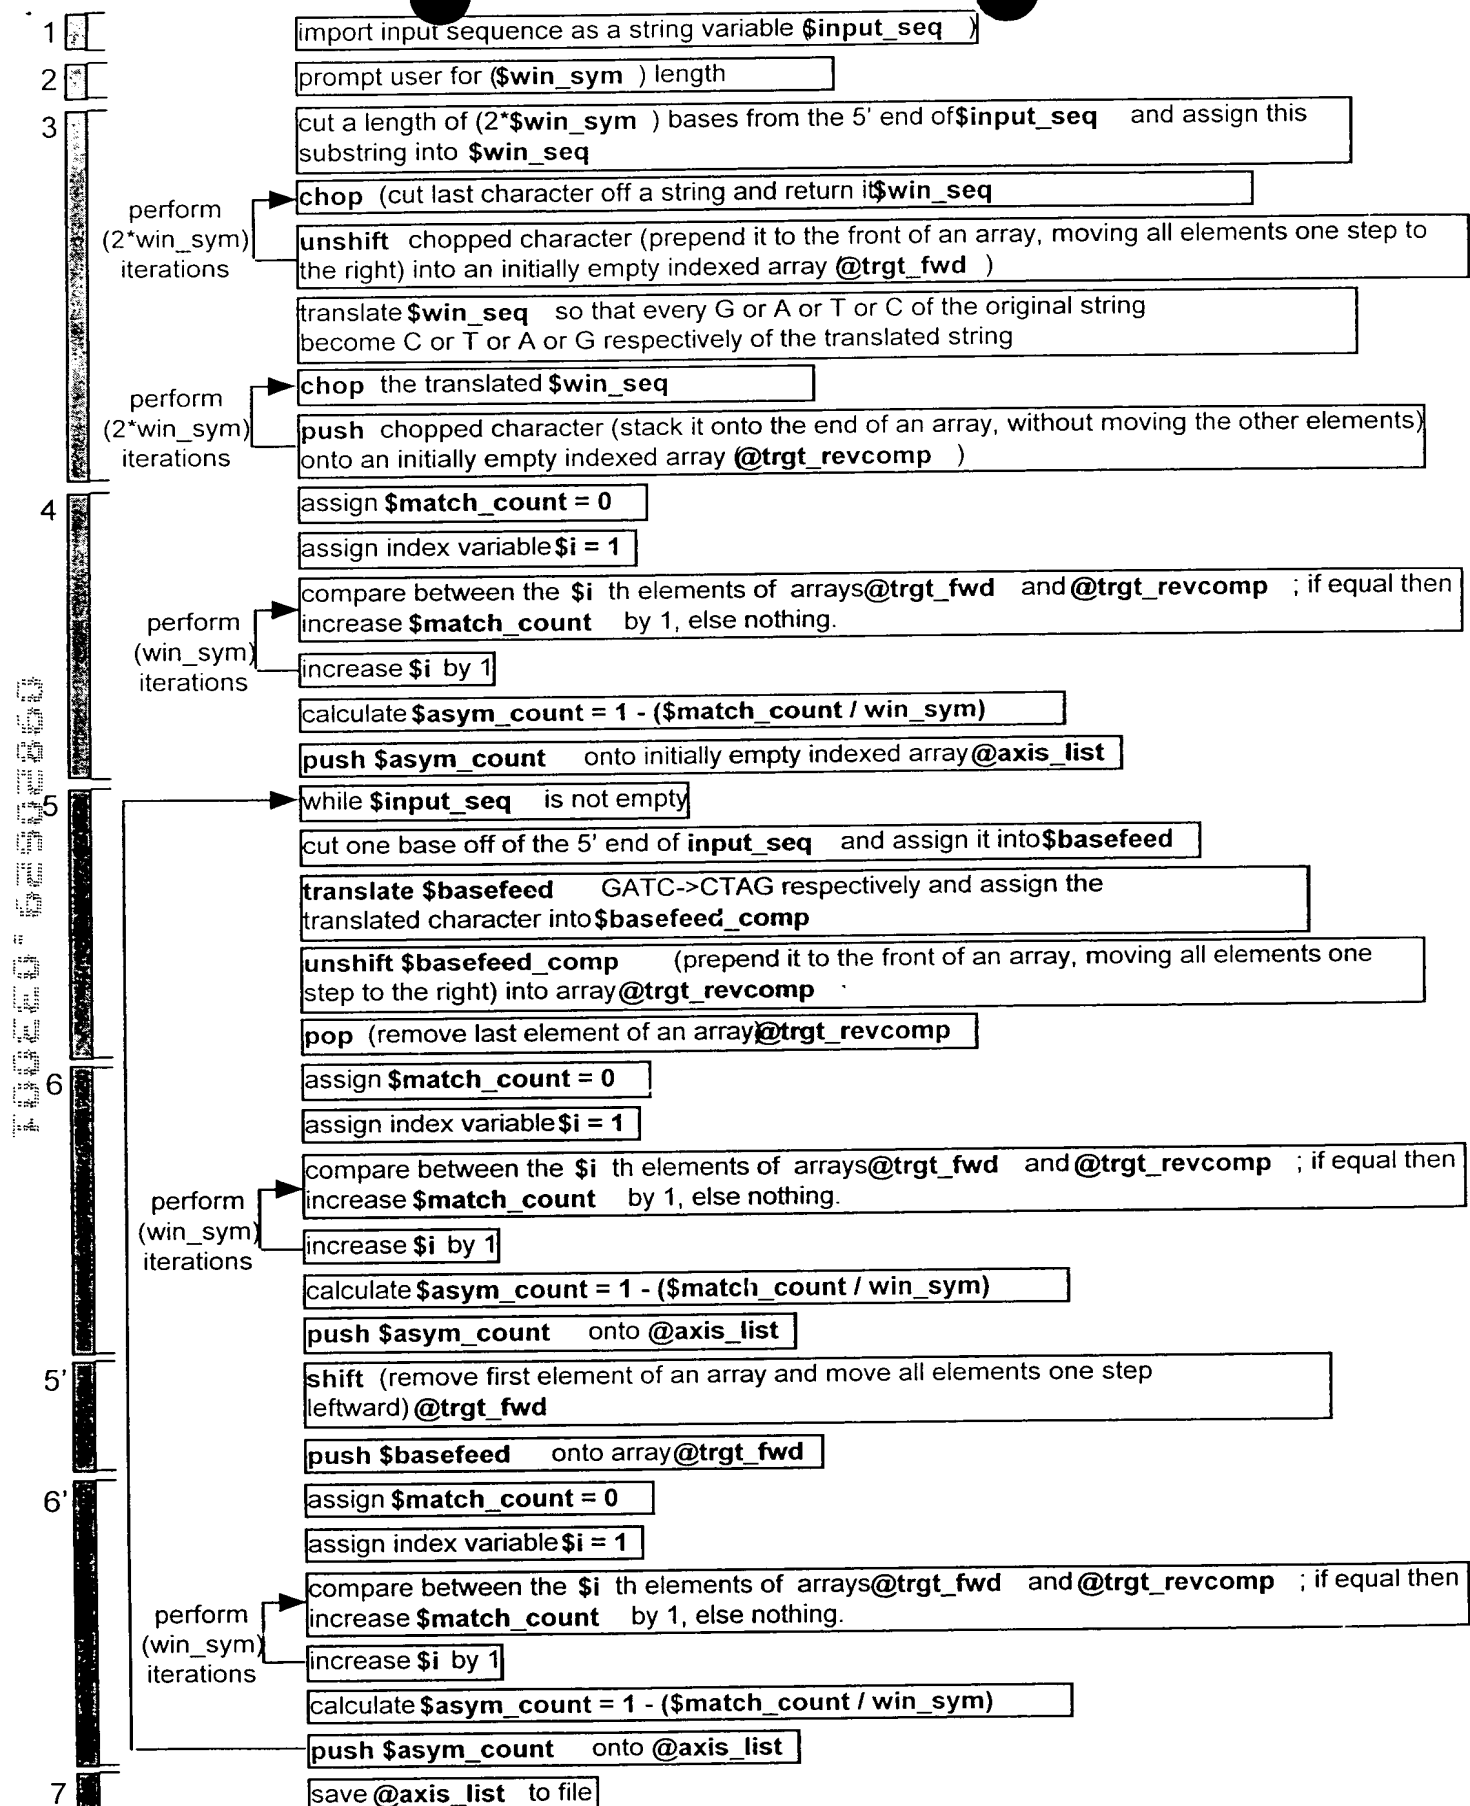 1
import input sequence as a string variable ($input_seq )
2
prompt user for ($win_sym ) length
3
cut a length of (2*$win_sym ) bases from the 5' end of $input_seq and assign this
substring into $win_seq
perform
(2*win_sym)
iterations
chop (cut last character off a string and return it) $win_seq
unshift chopped character (prepend it to the front of an array, moving all elements one step to
the right) into an initially empty indexed array (@trgt_fwd )
translate $win_seq so that every G or A or T or C of the original string
become C or T or A or G respectively of the translated string
perform
(2*win_sym)
iterations
chop the translated $win_seq
push chopped character (stack it onto the end of an array, without moving the other elements)
onto an initially empty indexed array (@trgt_revcomp )
4
assign $match_count = 0
assign index variable $i = 1
perform
(win_sym)
iterations
compare between the $i th elements of arrays @trgt_fwd and @trgt_revcomp ; if equal then
increase $match_count by 1, else nothing.
increase $i by 1
calculate $asym_count = 1 - ($match_count / win_sym)
push $asym_count onto initially empty indexed array @axis_list
5
while $input_seq is not empty
cut one base off of the 5' end of input_seq and assign it into $basefeed
translate $basefeed GATC->CTAG respectively and assign the
translated character into $basefeed_comp
unshift $basefeed_comp (prepend it to the front of an array, moving all elements one
step to the right) into array @trgt_revcomp
pop (remove last element of an array) @trgt_revcomp
6
assign $match_count = 0
assign index variable $i = 1
perform
(win_sym)
iterations
compare between the $i th elements of arrays @trgt_fwd and @trgt_revcomp ; if equal then
increase $match_count by 1, else nothing.
increase $i by 1
calculate $asym_count = 1 - ($match_count / win_sym)
push $asym_count onto @axis_list
5'
shift (remove first element of an array and move all elements one step
leftward) @trgt_fwd
push $basefeed onto array @trgt_fwd
6'
assign $match_count = 0
assign index variable $i = 1
perform
(win_sym)
iterations
compare between the $i th elements of arrays @trgt_fwd and @trgt_revcomp ; if equal then
increase $match_count by 1, else nothing.
increase $i by 1
calculate $asym_count = 1 - ($match_count / win_sym)
push $asym_count onto @axis_list
7
save @axis_list to file